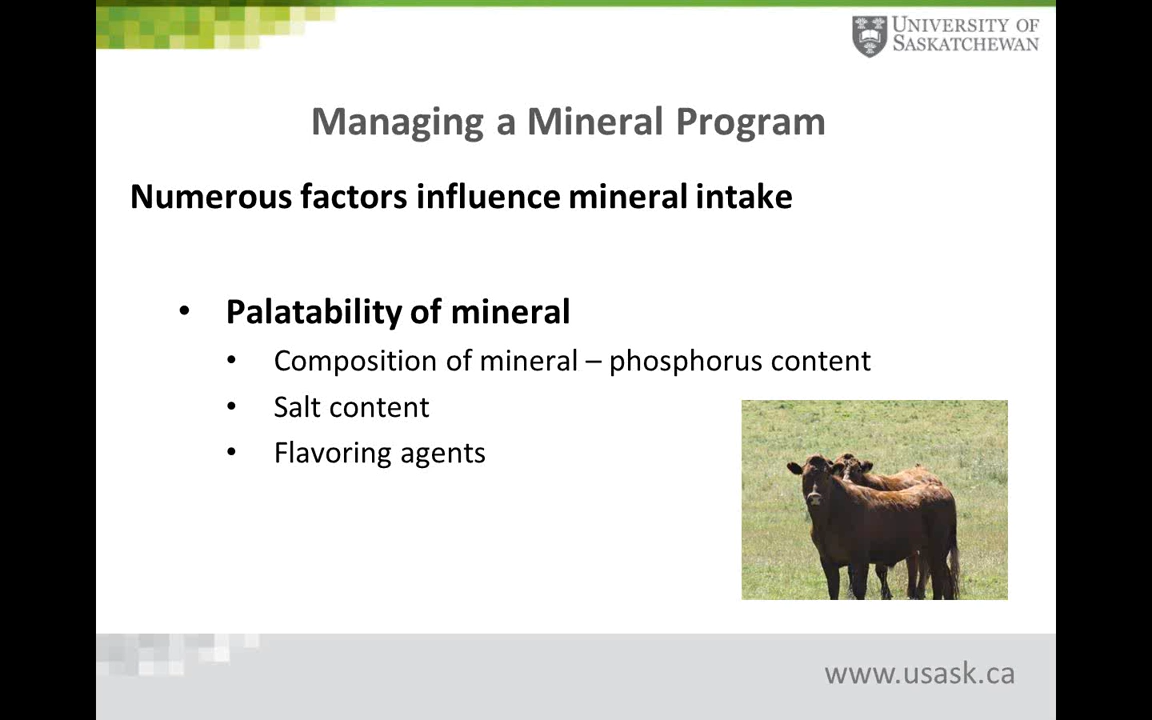 UNIVERSITY OF
SASKATCHEWAN
Managing a Mineral Program
Numerous factors influence mineral intake
• Palatability of mineral
• Composition of mineral – phosphorus content
• Salt content
• Flavoring agents
www.usask.ca